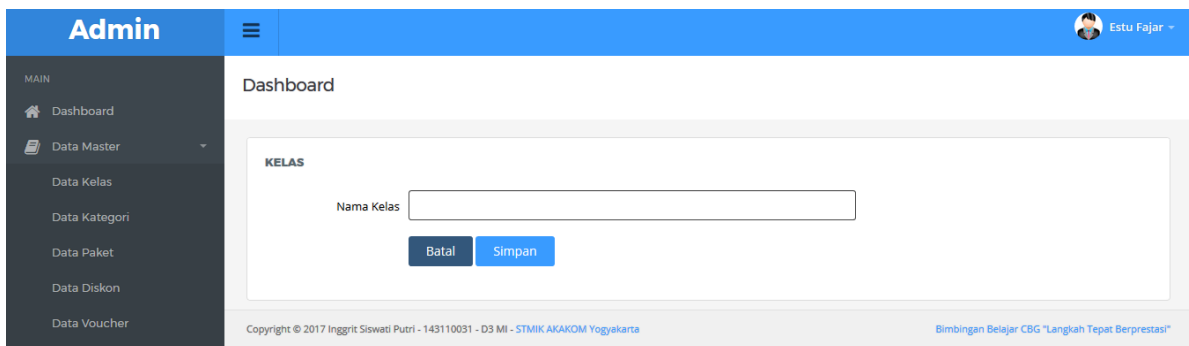 Admin
Estu Fajar
MAIN
Dashboard
Data Master
Data Kelas
Data Kategori
Data Paket
Data Diskon
Data Voucher
Dashboard
KELAS
Nama Kelas
Batal Simpan
Copyright © 2017 Inggrit Siswati Putri - 143110031 - D3 MI - STMIK AKAKOM Yogyakarta
Bimbingan Belajar CBG "Langkah Tepat Berprestasi"